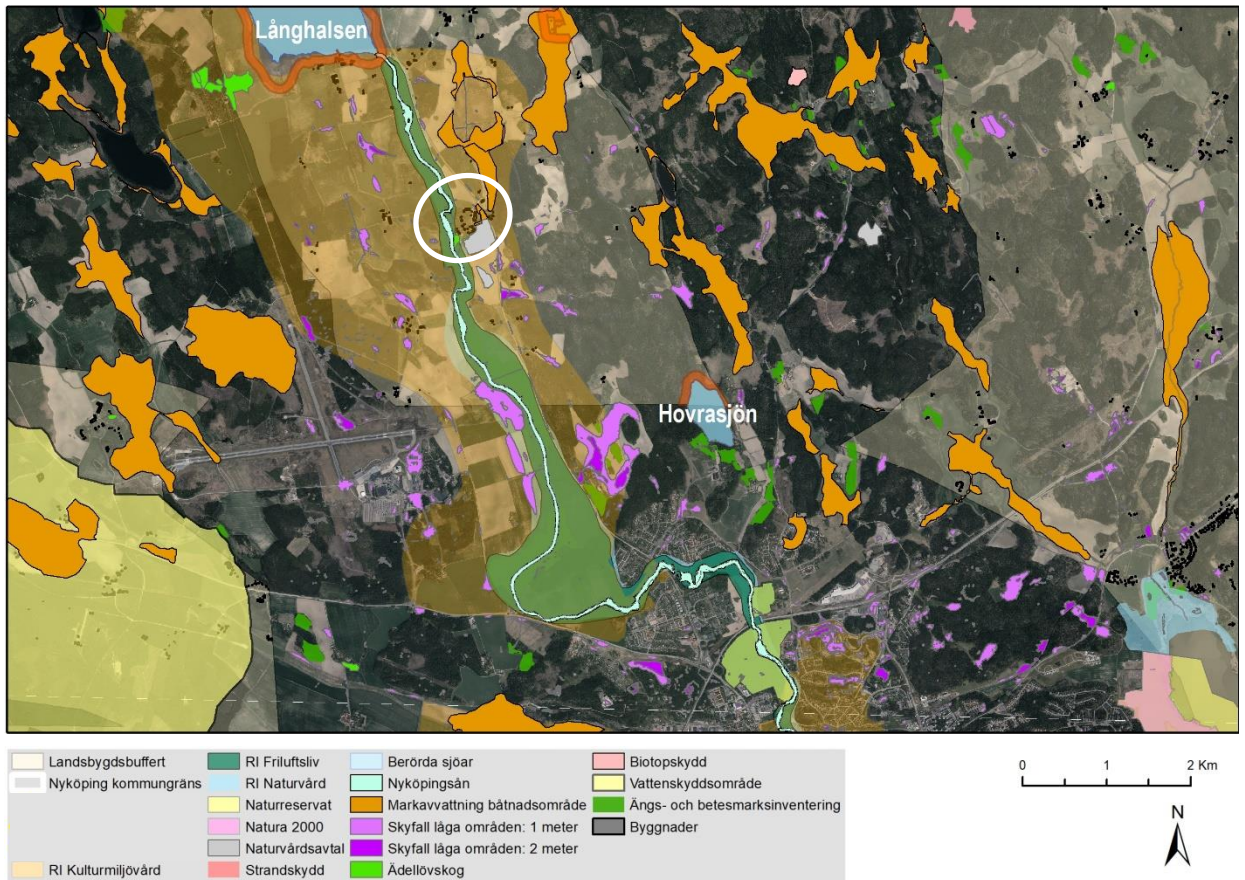 Långhalsen
Hovrasjön
Landsbygdsbuffert
Nyköping kommungräns
RI Kulturmiljövård
RI Friluftsliv
RI Naturvård
Naturreservat
Natura 2000
Naturvårdsavtal
Strandskydd
Berörda sjöar
Nyköpingsån
Markavvattning båtnadsområde
Skyfall låga områden: 1 meter
Skyfall låga områden: 2 meter
Ädellövskog
Biotopskydd
Vattenskyddsområde
Ängs- och betesmarksinventering
Byggnader
0 1 2 Km
N